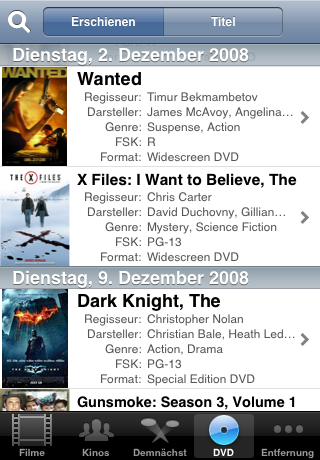 Erschienen
Titel
Dienstag, 2. Dezember 2008
WANTED
Wanted
Regisseur: Timur Bekmambetov
Darsteller: James McAvoy, Angelina…
Genre: Suspense, Action
FSK: R
Format: Widescreen DVD
THE X FILES
X Files: I Want to Believe, The
Regisseur: Chris Carter
Darsteller: David Duchovny, Gillian…
Genre: Mystery, Science Fiction
FSK: PG-13
Format: Widescreen DVD
Dienstag, 9. Dezember 2008
Dark Knight, The
Regisseur: Christopher Nolan
Darsteller: Christian Bale, Heath Led…
Genre: Action, Drama
FSK: PG-13
Format: Special Edition DVD
Gunsmoke: Season 3, Volume 1
Filme
Kinos
Demnächst
DVD
Entfernung